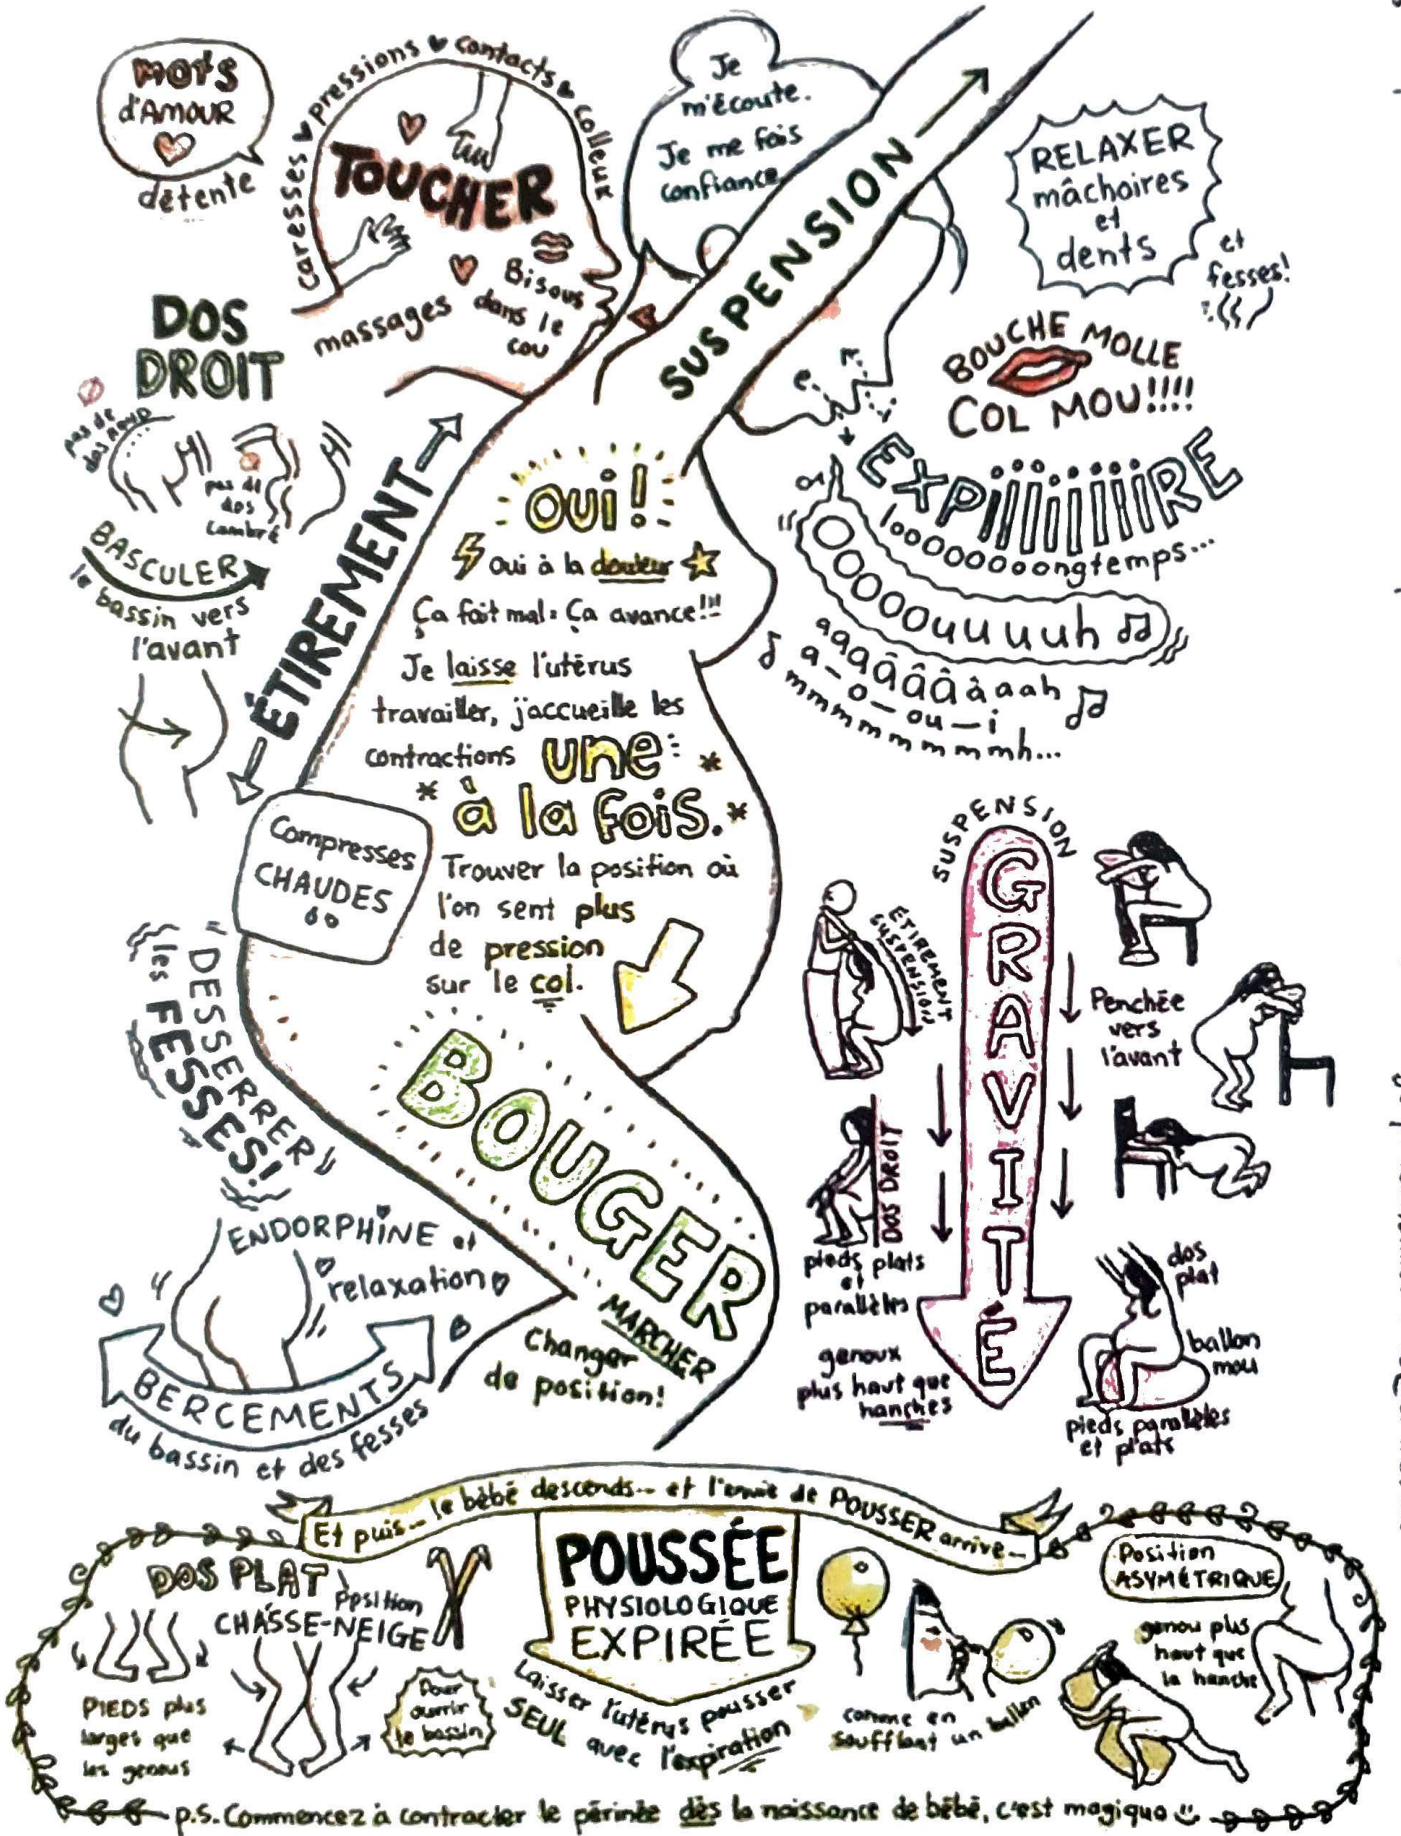 MOTS
d'AMOUR
détente
caresses pressions contacts colleux
TOUCHER
massages
Bisous
dans le
cou
Je
m'écoute.
Je me fais
confiance
SUSPENSION
RELAXER
mâchoires
et
dents
et
fesses!
DOS
DROIT
pas de
dos ROND
pas de
dos
cambré
BASCULER
le bassin vers
l'avant
ÉTIREMENT
BOUCHE MOLLE
COL MOU!!!!
EXPiiiiiiiiiRE
looooooooongtemps...
OOOOOuuuuuh
aaaâââàaah
a-o-ou-i
mmmmmmmmmh...
OUI!
oui à la douleur
Ça fait mal = Ça avance!!!
Je laisse l'utérus
travailler, j'accueille les
contractions une
à la fois.
Trouver la position où
l'on sent plus
de pression
sur le col.
Compresses
CHAUDES
DESSERRER
les FESSES!
BOUGER
MARCHER
Changer
de position!
ENDORPHINE et
relaxation
BERCEMENTS
du bassin et des fesses
SUSPENSION
GRAVITÉ
ÉTIREMENT
SUSPENSION
Penchée
vers
l'avant
DOS DROIT
pieds plats
et
parallèles
genoux
plus haut que
hanches
dos
plat
ballon
mou
pieds parallèles
et plats
Et puis... le bébé descends... et l'envie de POUSSER arrive...
DOS PLAT
position
CHASSE-NEIGE
PIEDS plus
larges que
les genoux
Pour
ouvrir
le bassin
POUSSÉE
PHYSIOLOGIQUE
EXPIRÉE
Laisser l'utérus pousser
SEUL avec l'expiration
comme en
soufflant un ballon
Position
ASYMÉTRIQUE
genou plus
haut que
la hanche
p.s. Commencez à contracter le périnée dès la naissance de bébé, c'est magique